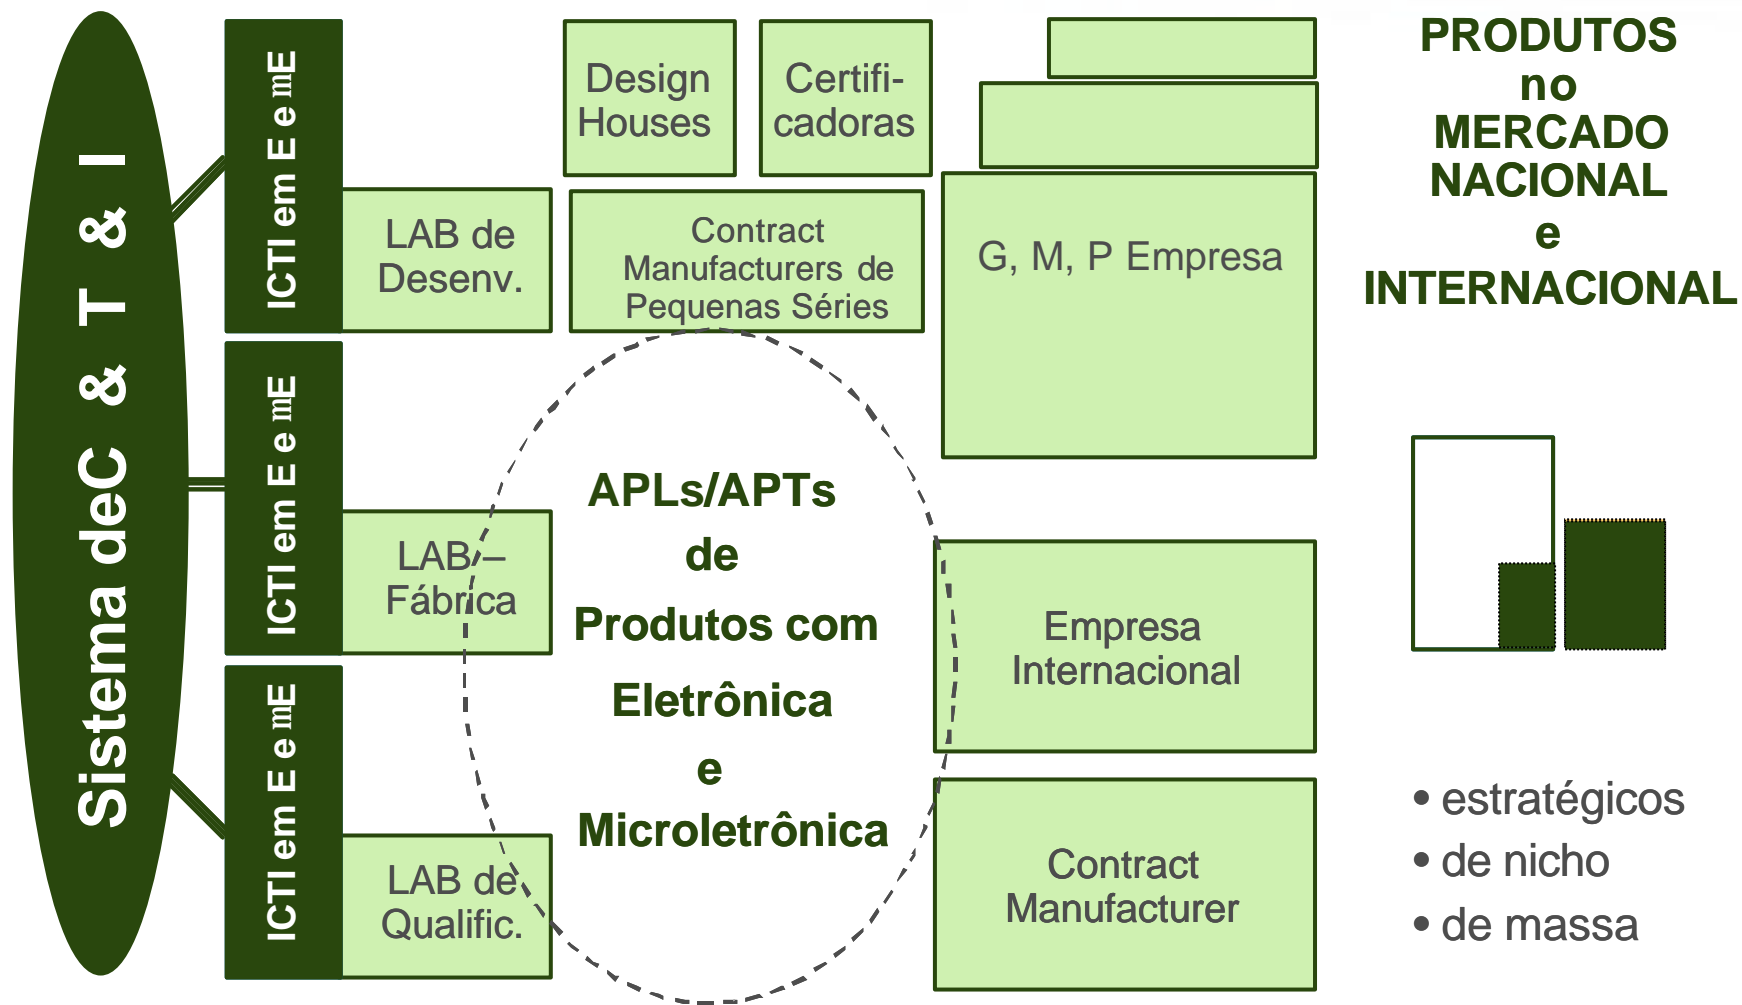 Sistema deC & T & I
ICTI em E e mE
LAB de
Desenv.
ICTI em E e mE
LAB –
Fábrica
ICTI em E e mE
LAB de
Qualific.
Design
Houses
Certifi-
cadoras
Contract
Manufacturers de
Pequenas Séries
APLs/APTs
de
Produtos com
Eletrônica
e
Microletrônica
G, M, P Empresa
Empresa
Internacional
Contract
Manufacturer
PRODUTOS
no
MERCADO
NACIONAL
e
INTERNACIONAL
• estratégicos
• de nicho
• de massa